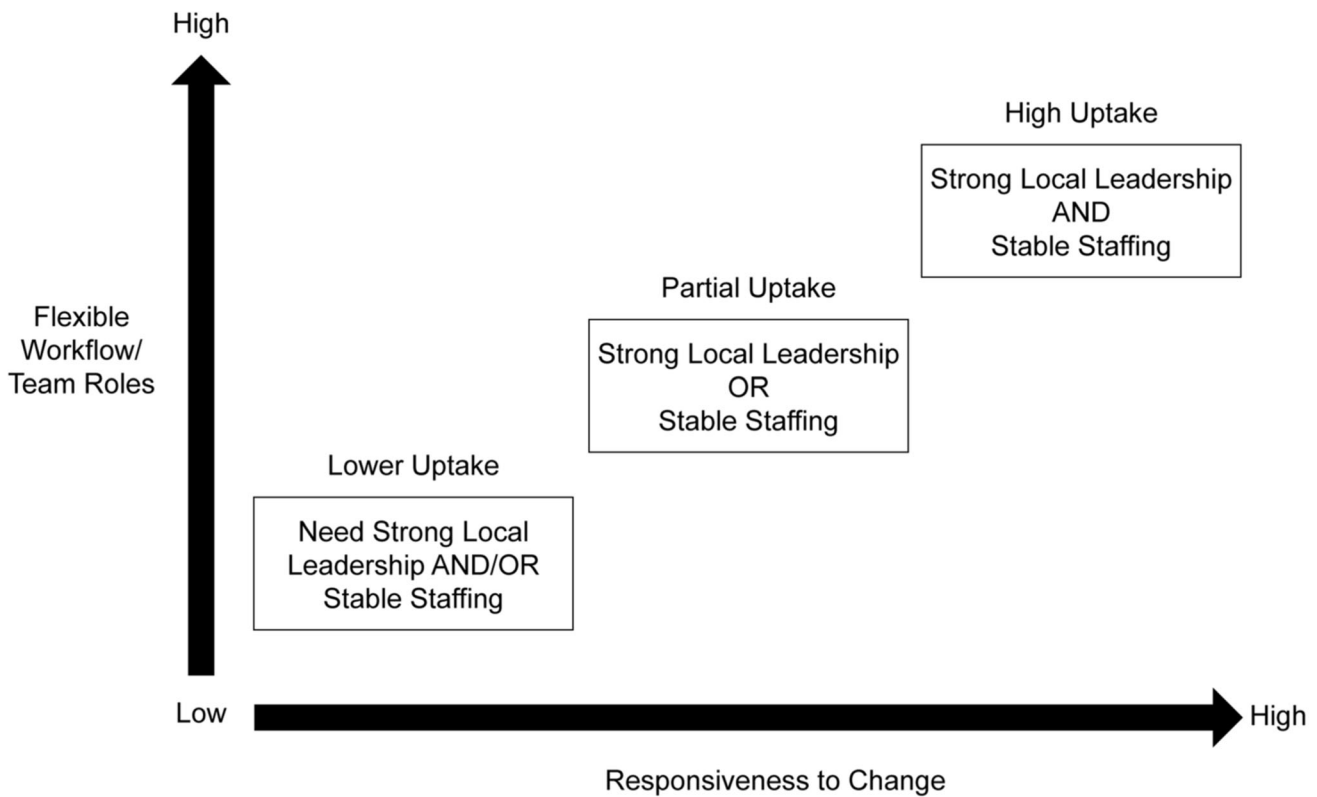 High
High Uptake
Strong Local Leadership
AND
Stable Staffing
Partial Uptake
Strong Local Leadership
OR
Stable Staffing
Flexible
Workflow/
Team Roles
Lower Uptake
Need Strong Local
Leadership AND/OR
Stable Staffing
Low
High
Responsiveness to Change